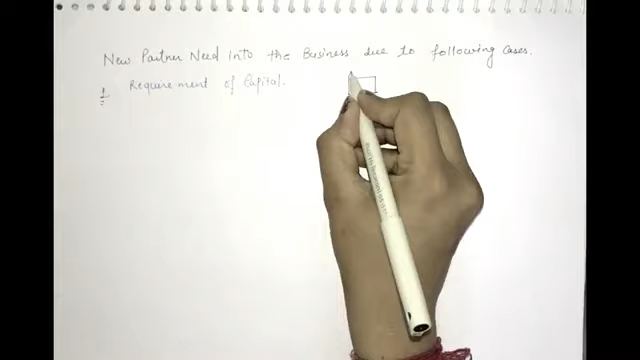 New Partner Need into the Business due to following Cases.
1 Requirement of Capital.